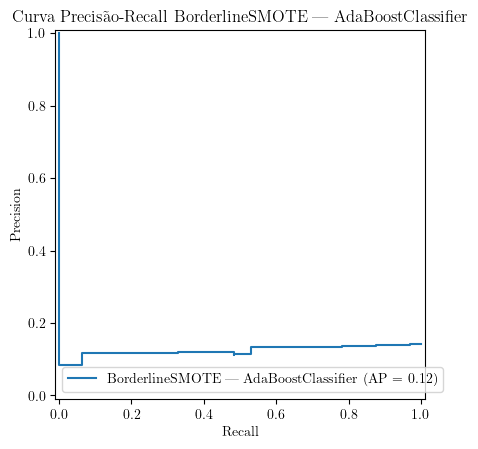 Curva Precisão-Recall BorderlineSMOTE — AdaBoostClassifier
1.0
0.8
0.6
0.4
0.2
0.0
Precision
BorderlineSMOTE — AdaBoostClassifier (AP = 0.12)
0.0 0.2 0.4 0.6 0.8 1.0
Recall